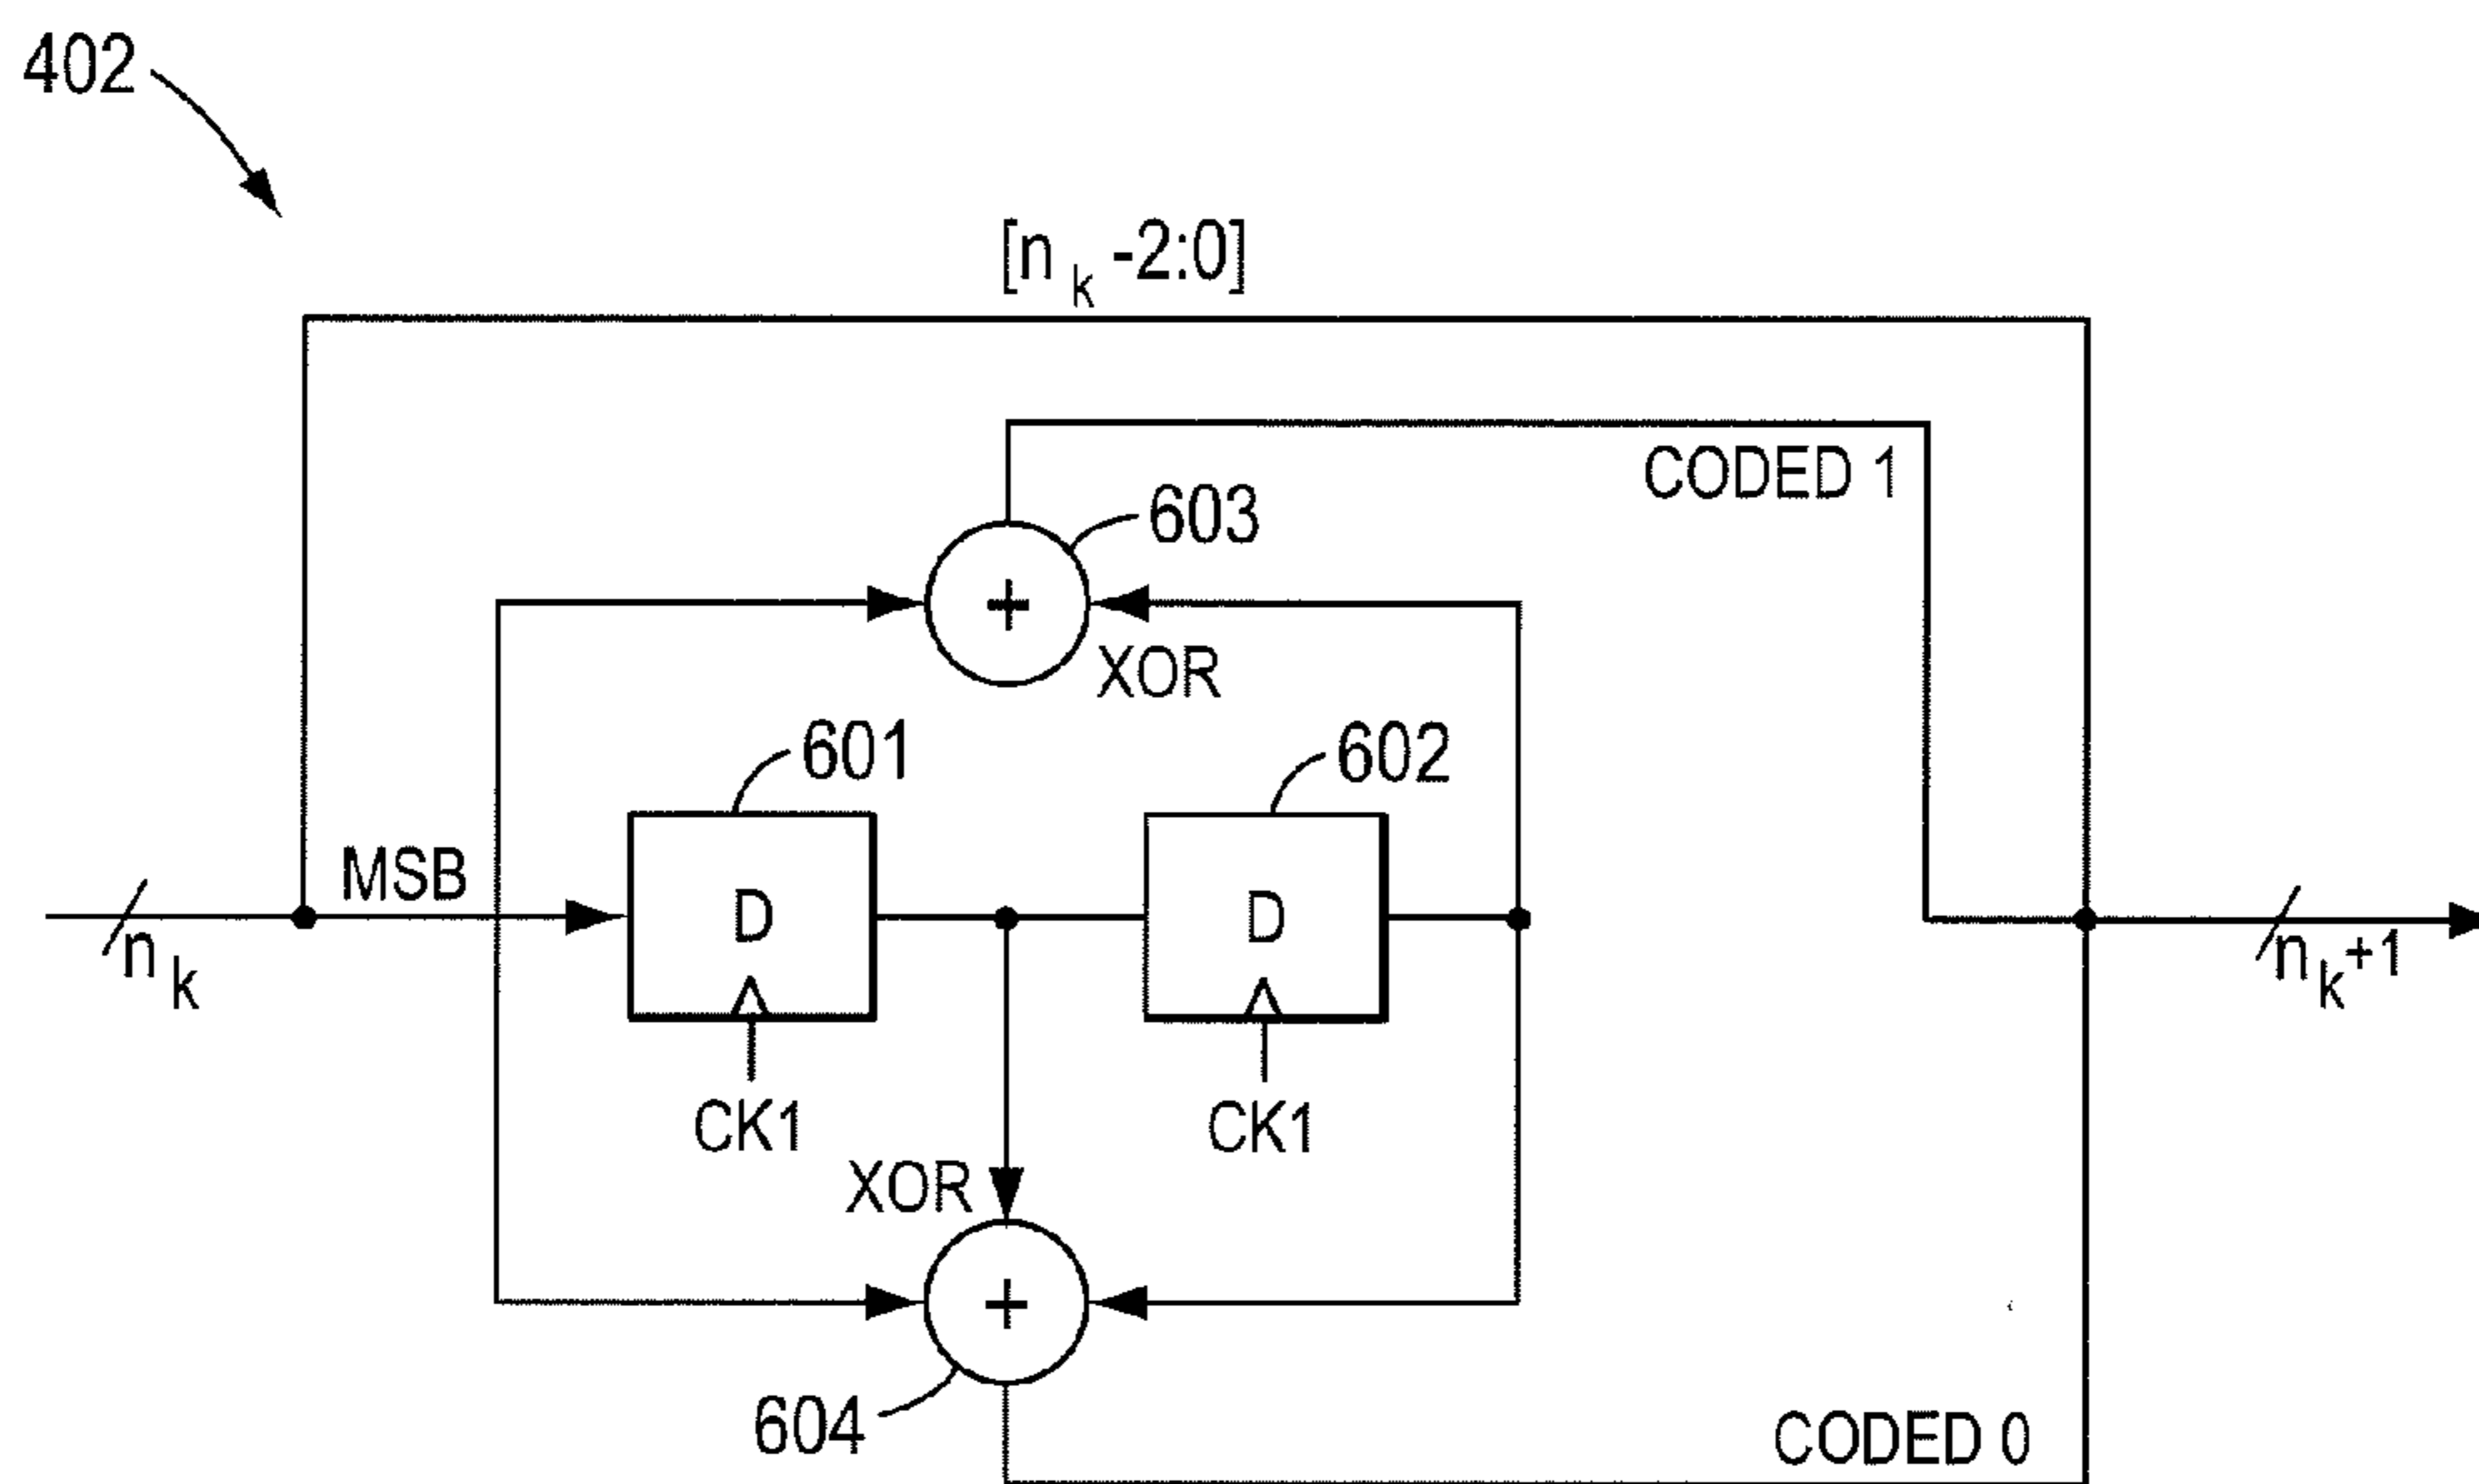 402
[n k -2:0]
CODED 1
603
+
XOR
601
602
MSB
D
D
n k
n k +1
CK1
CK1
XOR
+
604
CODED 0